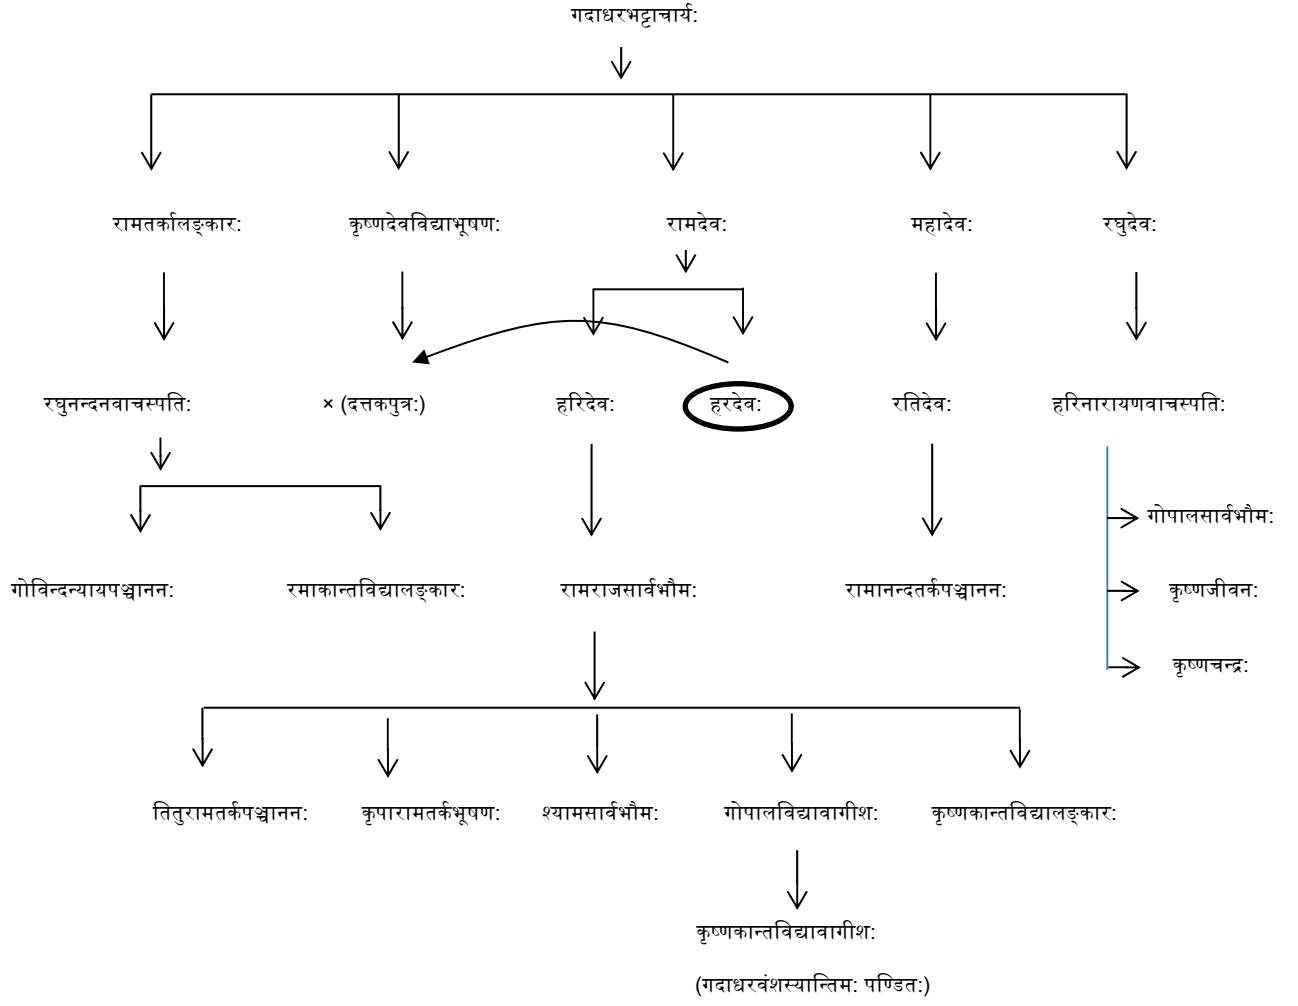 गदाधरभट्टाचार्य:
रामतर्कालङ्कार:
कृष्णदेवविद्याभूषण:
रामदेव:
महादेव:
रघुदेव:
रघुनन्दनवाचस्पति:
× (दत्तकपुत्र:)
हरिदेव:
हरदेव:
रतिदेव:
हरिनारायणवाचस्पति:
गोपालसार्वभौम:
गोविन्दन्यायपञ्चानन:
रमाकान्तविद्यालङ्कार:
रामराजसार्वभौम:
रामानन्दतर्कपञ्चानन:
कृष्णजीवन:
कृष्णचन्द्र:
तितुरामतर्कपञ्चानन:
कृपारामतर्कभूषण:
श्यामसार्वभौम:
गोपालविद्यावागीश:
कृष्णकान्तविद्यालङ्कार:
कृष्णकान्तविद्यावागीश:
(गदाधरवंशस्यान्तिम: पण्डित:)